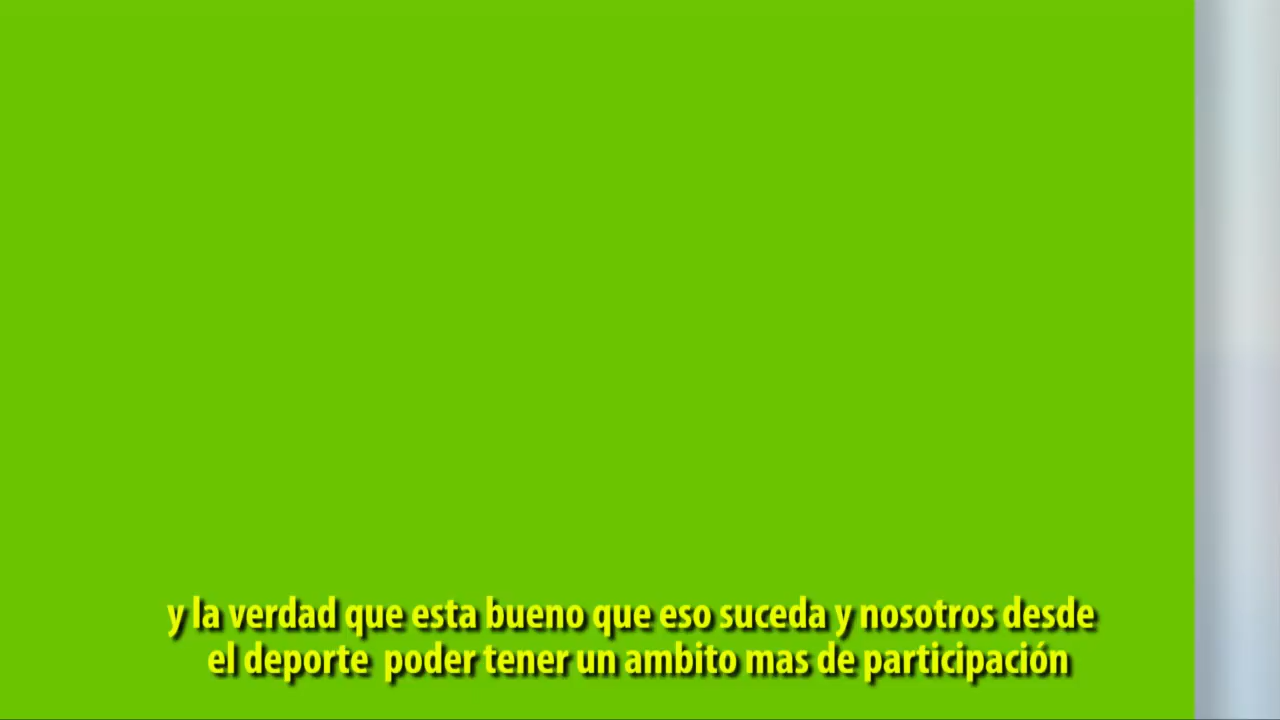 y la verdad que esta bueno que eso suceda y nosotros desde
el deporte  poder tener un ambito mas de participación